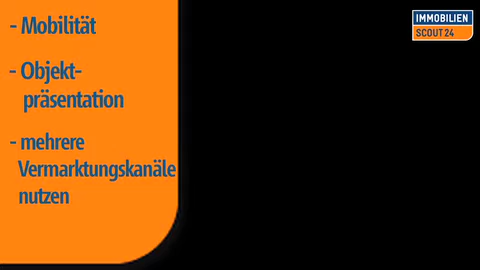 - Mobilität
- Objekt-
präsentation
- mehrere
Vermarktungskanäle
nutzen
IMMOBILIEN
SCOUT 24